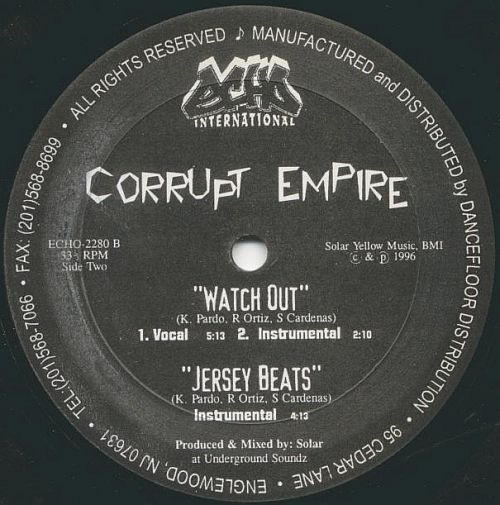 ALL RIGHTS RESERVED ♪ MANUFACTURED and DISTRIBUTED by DANCEFLOOR DISTRIBUTION • 95 CEDAR LANE • ENGLEWOOD, NJ 07631 • TEL.(201)568-7066 • FAX. (201)568-8699 •
ECHO
INTERNATIONAL
CORRUPT EMPIRE
ECHO-2280 B
33 RPM
Side Two
Solar Yellow Music, BMI
© & ℗ 1996
"WATCH OUT"
(K. Pardo, R Ortiz, S Cardenas)
1. Vocal 5:13 2. Instrumental 2:10
"JERSEY BEATS"
(K. Pardo, R Ortiz, S Cardenas)
Instrumental 4:13
Produced & Mixed by: Solar
at Underground Soundz